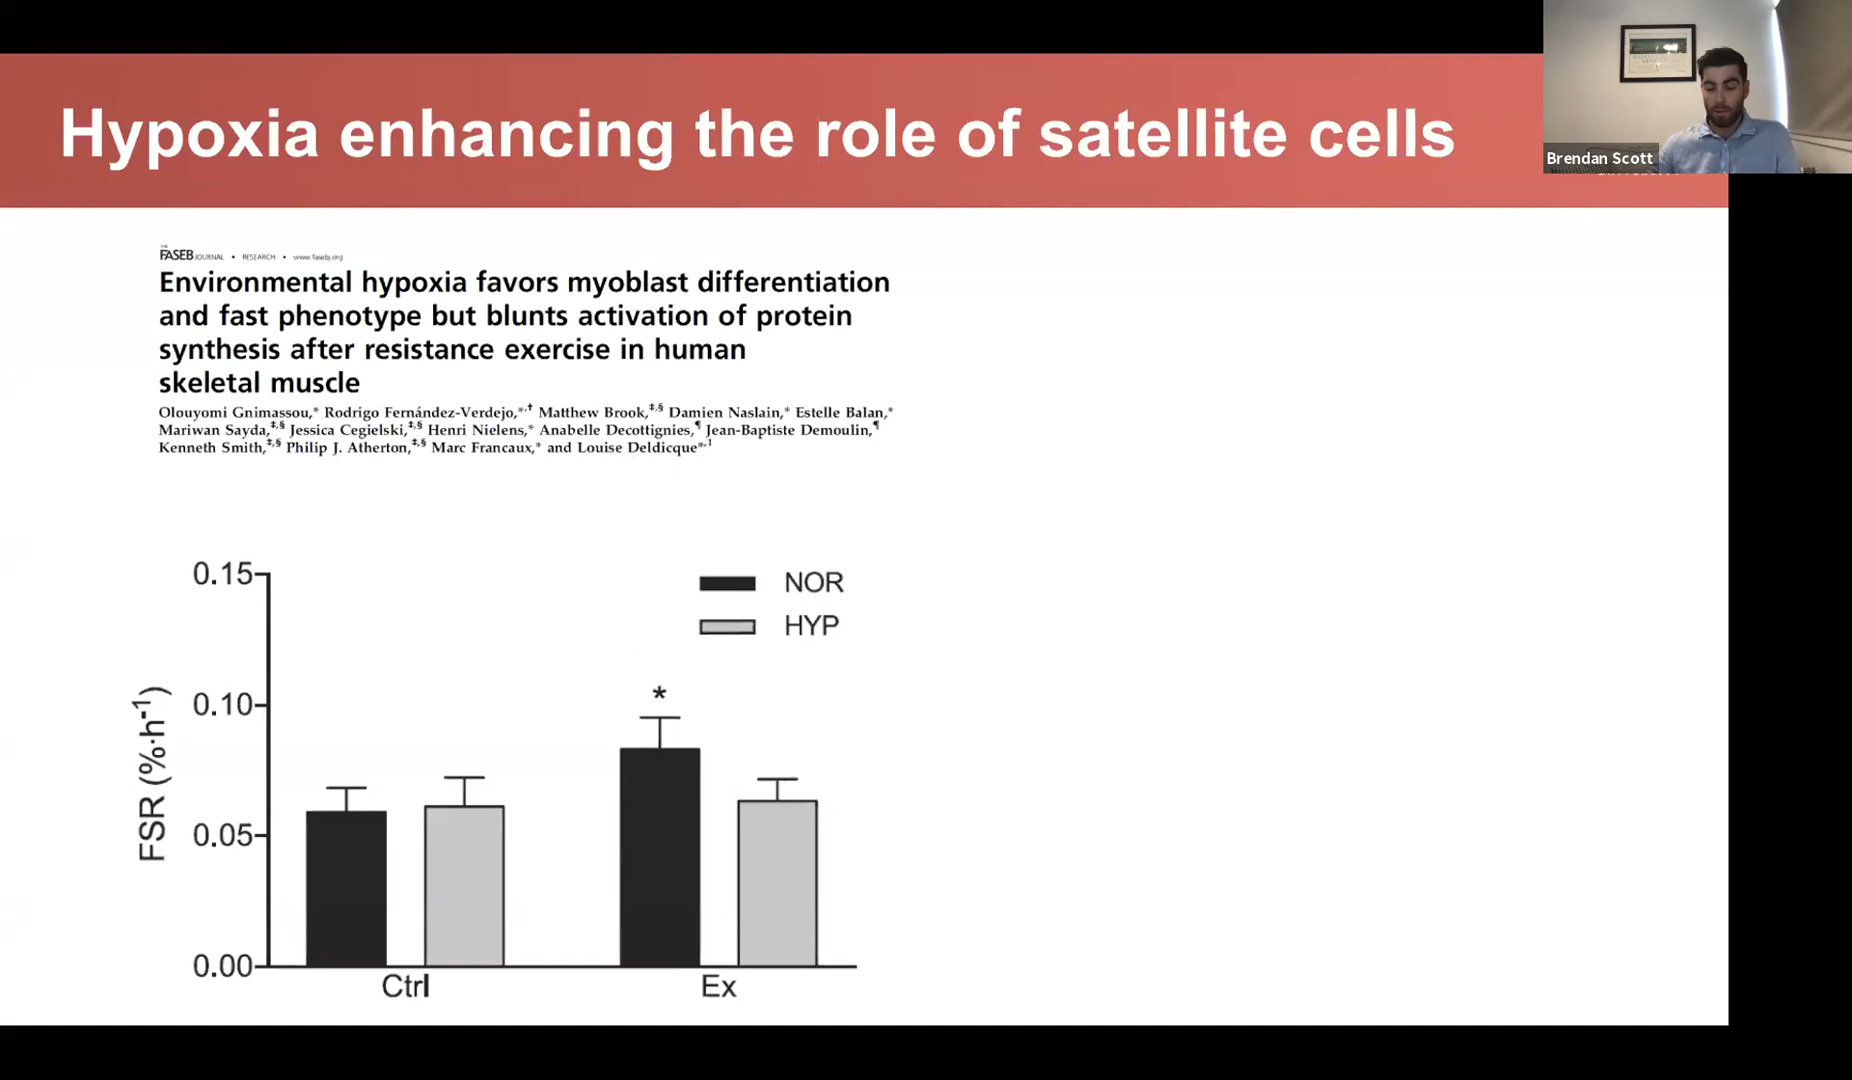 Hypoxia enhancing the role of satellite cells
Brendan Scott
THE
FASEB JOURNAL • RESEARCH • www.fasebj.org
Environmental hypoxia favors myoblast differentiation
and fast phenotype but blunts activation of protein
synthesis after resistance exercise in human
skeletal muscle
Olouyomi Gnimassou,* Rodrigo Fernández-Verdejo,*,† Matthew Brook,‡,§ Damien Naslain,* Estelle Balan,*
Mariwan Sayda,‡,§ Jessica Cegielski,‡,§ Henri Nielens,* Anabelle Decottignies,¶ Jean-Baptiste Demoulin,¶
Kenneth Smith,‡,§ Philip J. Atherton,‡,§ Marc Francaux,* and Louise Deldicque*,1
0.15
0.10
0.05
0.00
FSR (%·h-1)
NOR
HYP
*
Ctrl
Ex